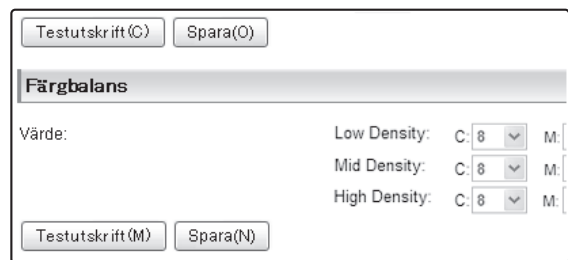 Testutskrift(C) Spara(O)
Färgbalans
Värde: Low Density: C: 8 M:
Mid Density: C: 8 M:
High Density: C: 8 M:
Testutskrift(M) Spara(N)